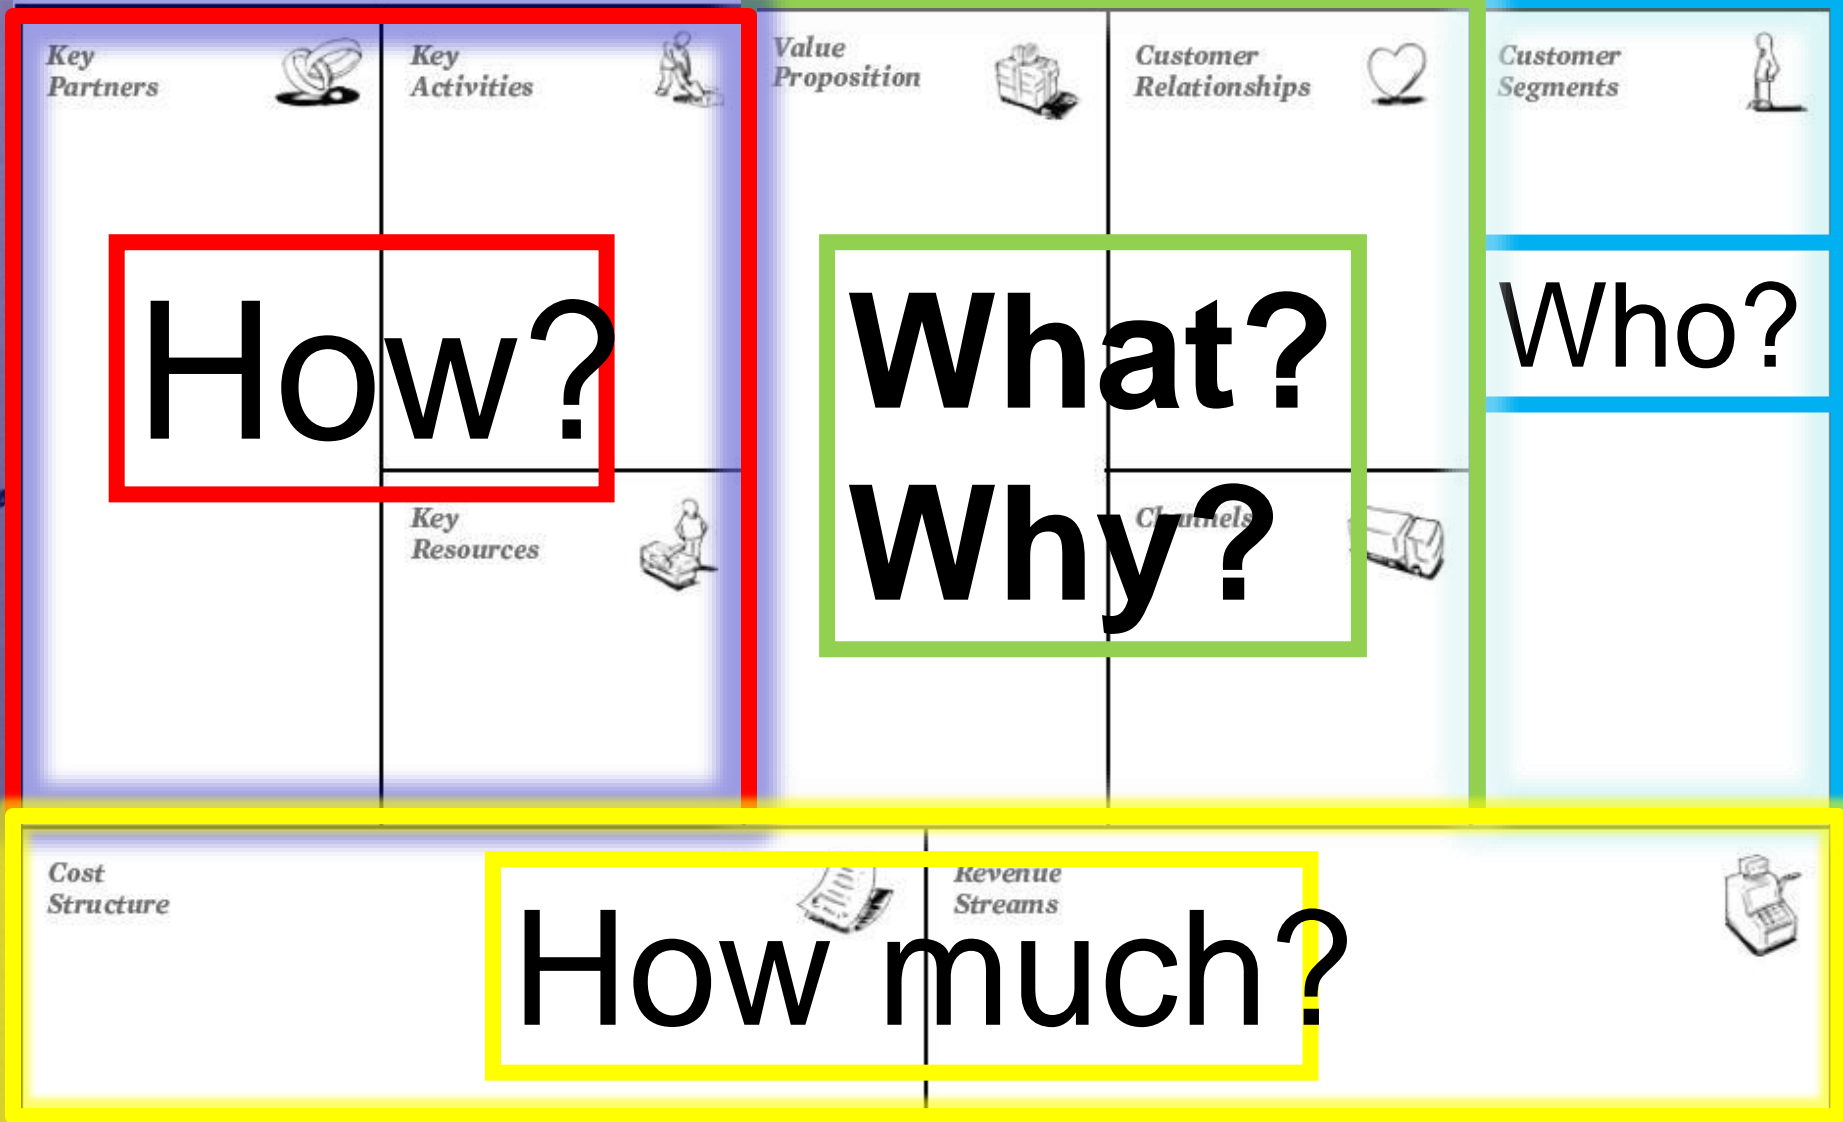 Key
Partners
Key
Activities
Value
Proposition
Customer
Relationships
Customer
Segments
How?
What?
Why?
Who?
Key
Resources
Channels
Cost
Structure
Revenue
Streams
How much?